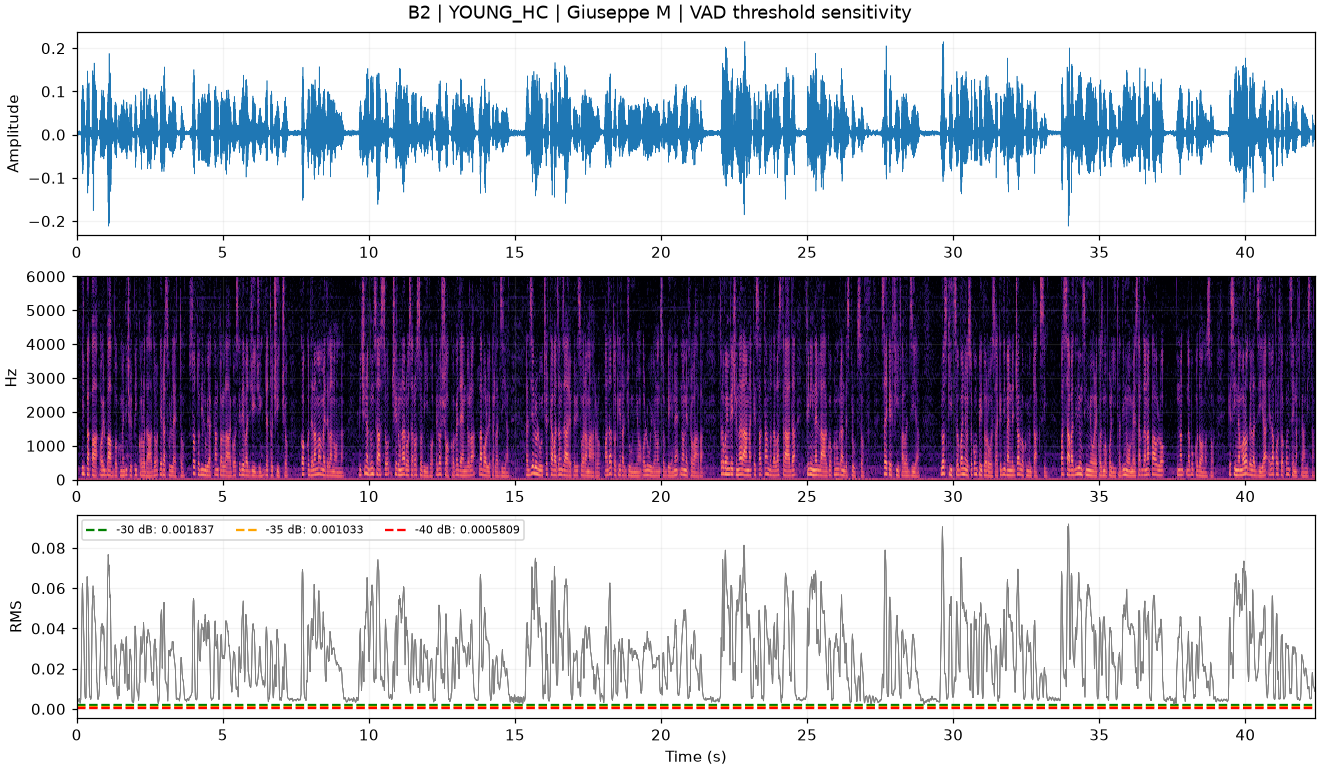 B2 | YOUNG_HC | Giuseppe M | VAD threshold sensitivity
Amplitude
0.2
0.1
0.0
−0.1
−0.2
0 5 10 15 20 25 30 35 40
Hz
6000
5000
4000
3000
2000
1000
0
0 5 10 15 20 25 30 35 40
RMS
-30 dB: 0.001837 -35 dB: 0.001033 -40 dB: 0.0005809
0.08
0.06
0.04
0.02
0.00
0 5 10 15 20 25 30 35 40
Time (s)